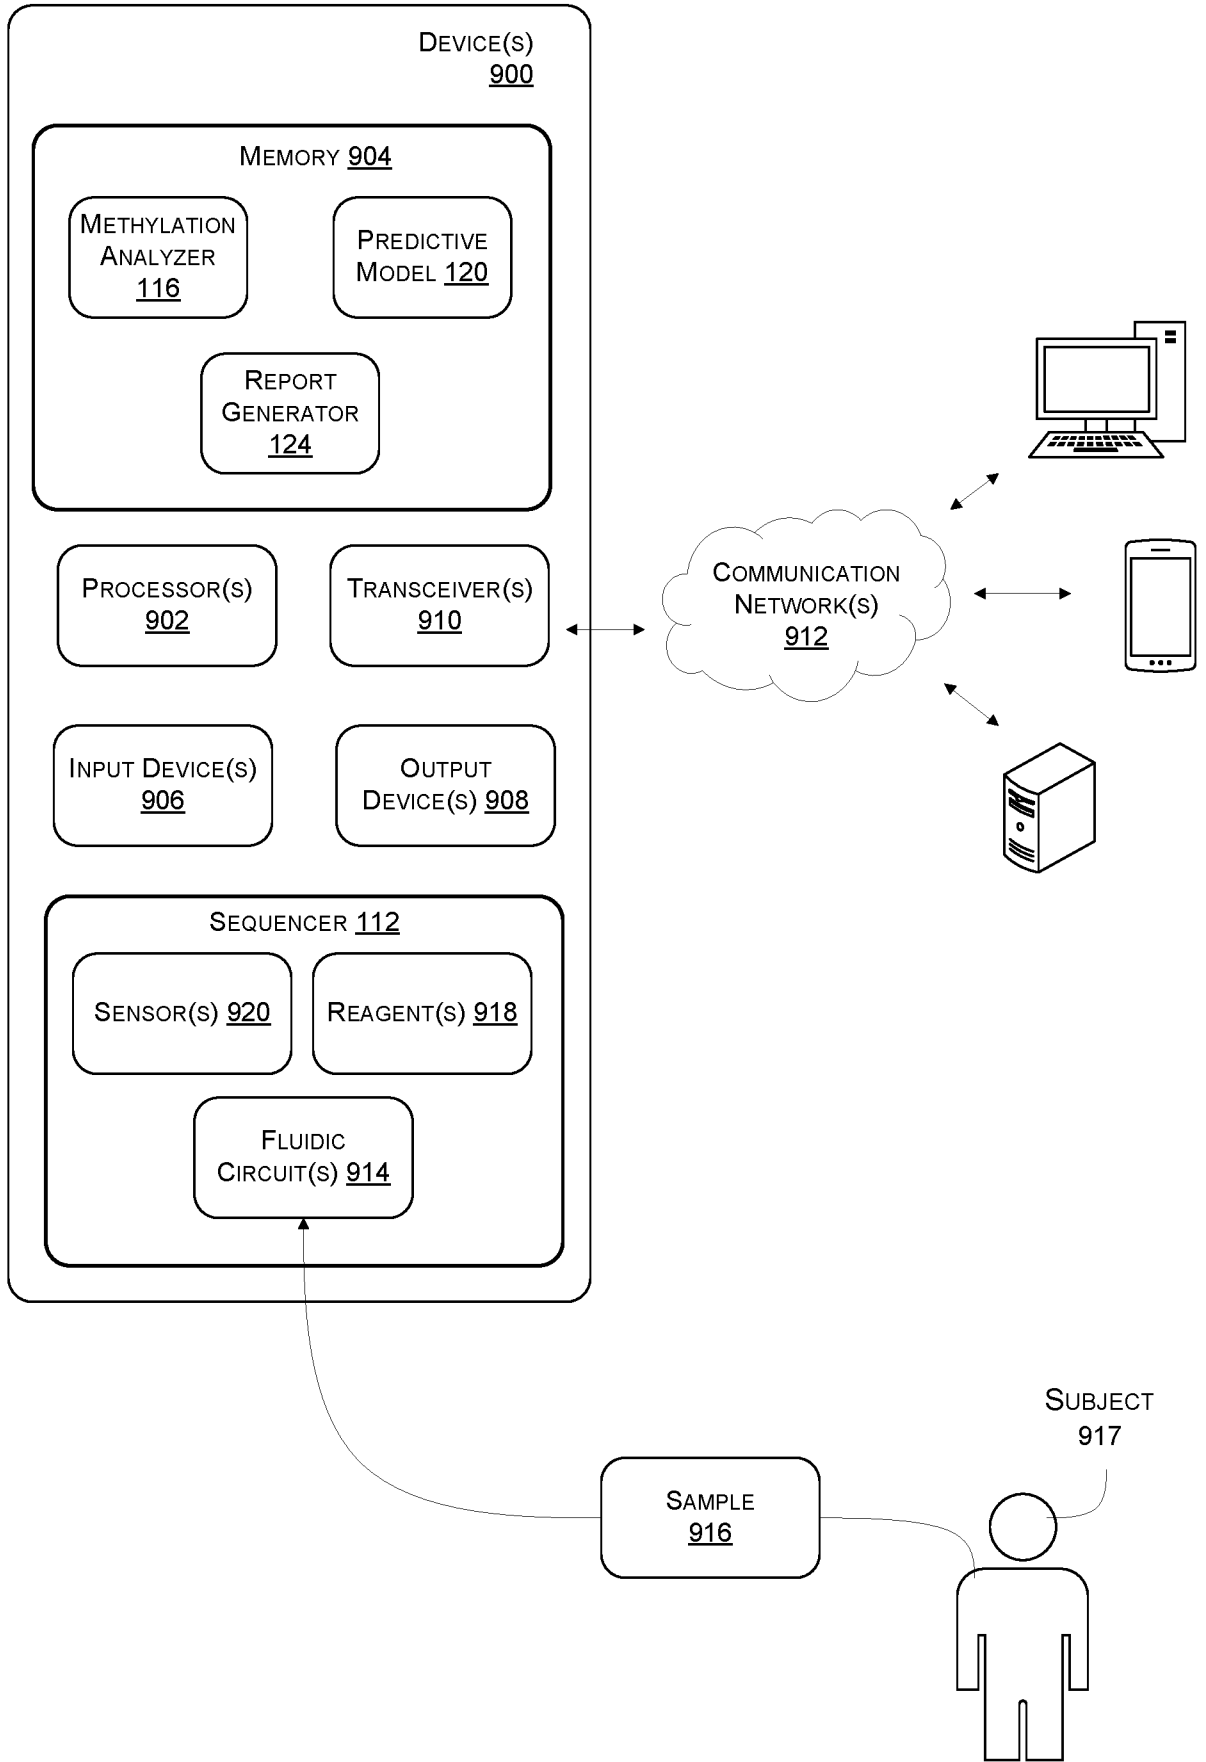 Device(s)
900
Memory 904
Methylation
Analyzer
116
Predictive
Model 120
Report
Generator
124
Processor(s)
902
Transceiver(s)
910
Communication
Network(s)
912
Input Device(s)
906
Output
Device(s) 908
Sequencer 112
Sensor(s) 920
Reagent(s) 918
Fluidic
Circuit(s) 914
Subject
917
Sample
916